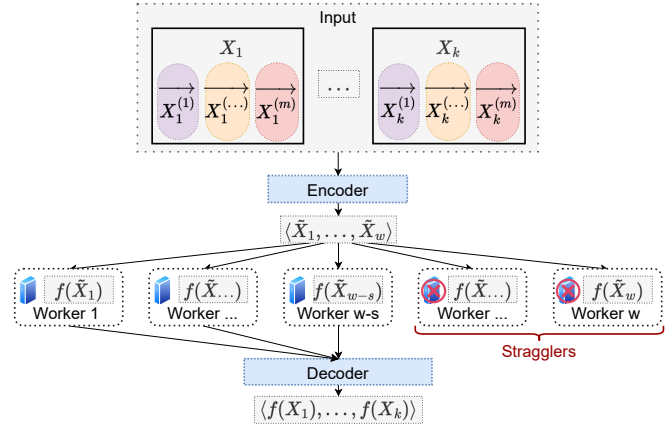 Input
X_1
X_k
X_1^{(1)} X_1^{(...)} X_1^{(m)}
...
X_k^{(1)} X_k^{(...)} X_k^{(m)}
Encoder
⟨X̃_1, ..., X̃_w⟩
f(X̃_1)
Worker 1
f(X̃...)
Worker ...
f(X̃_{w-s})
Worker w-s
f(X̃...)
Worker ...
f(X̃_w)
Worker w
Stragglers
Decoder
⟨f(X_1), ..., f(X_k)⟩